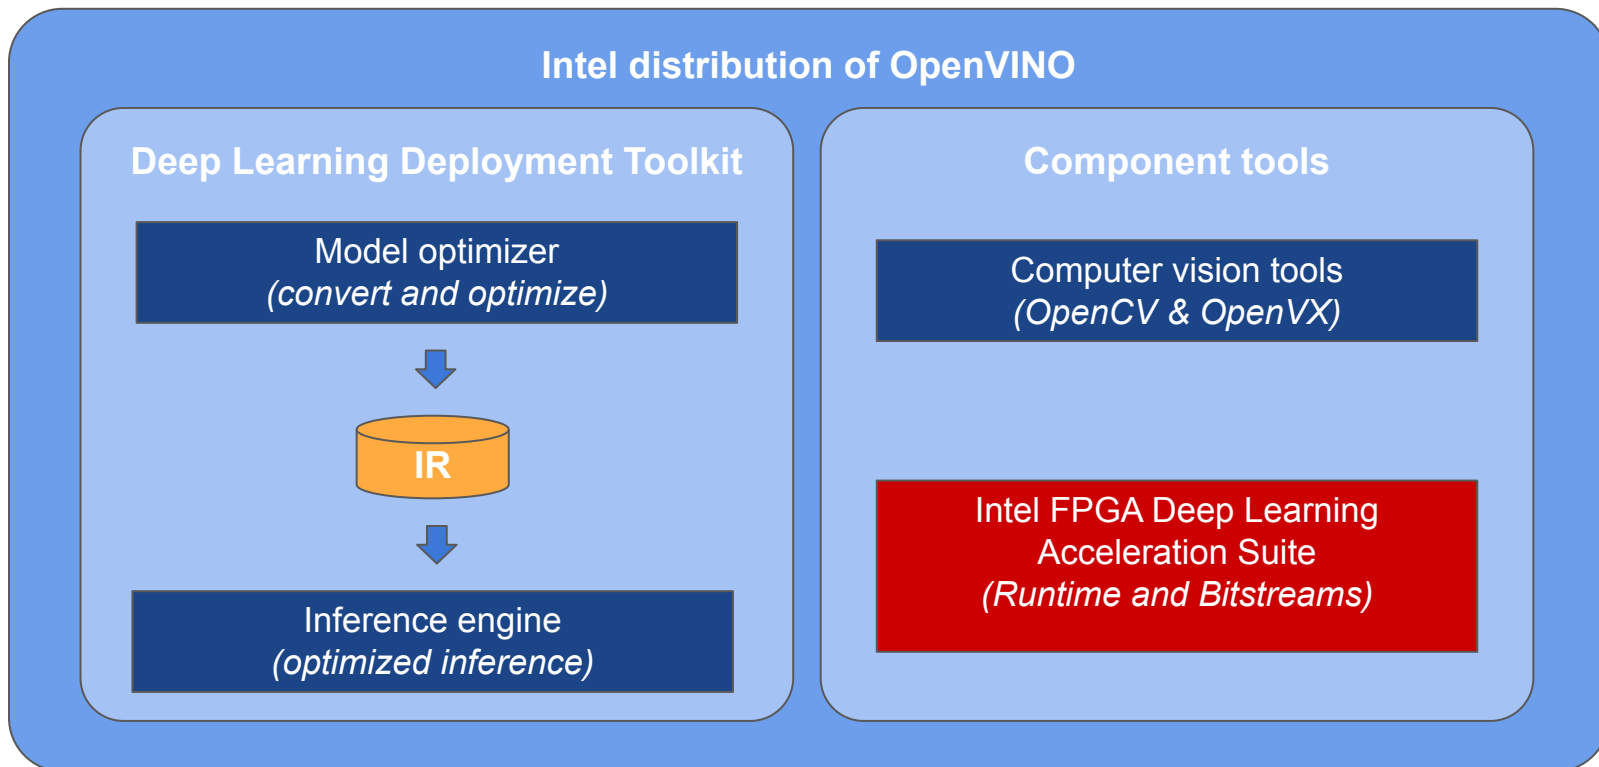 Intel distribution of OpenVINO
Deep Learning Deployment Toolkit
Model optimizer
(convert and optimize)
IR
Inference engine
(optimized inference)
Component tools
Computer vision tools
(OpenCV & OpenVX)
Intel FPGA Deep Learning
Acceleration Suite
(Runtime and Bitstreams)